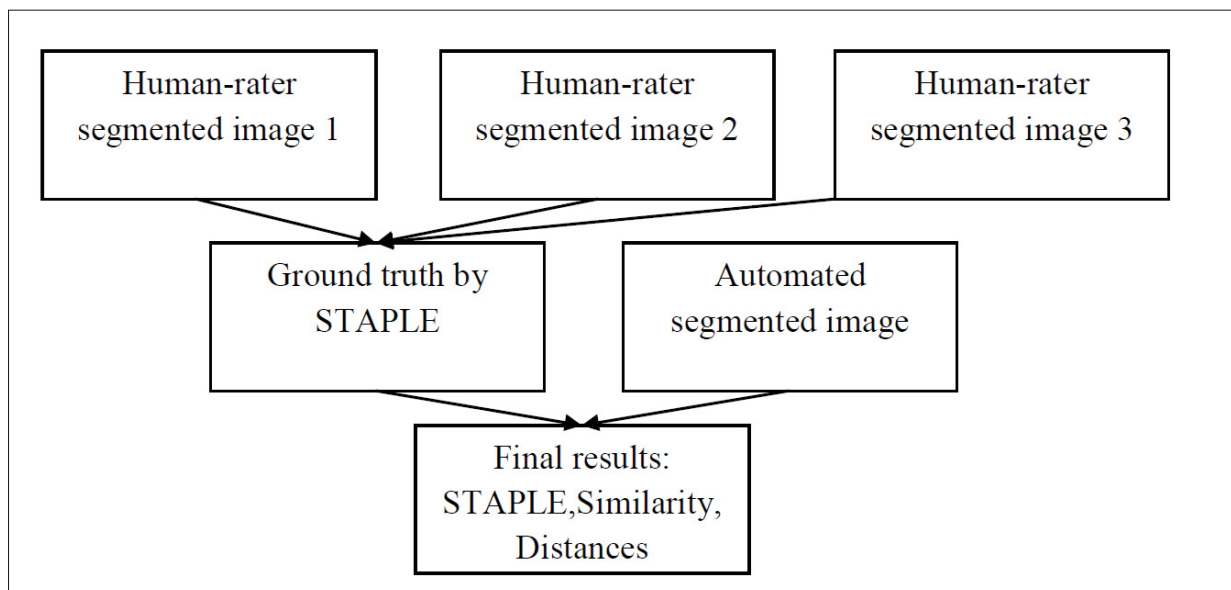 Human-rater
segmented image 1
Human-rater
segmented image 2
Human-rater
segmented image 3
Ground truth by
STAPLE
Automated
segmented image
Final results:
STAPLE,Similarity,
Distances